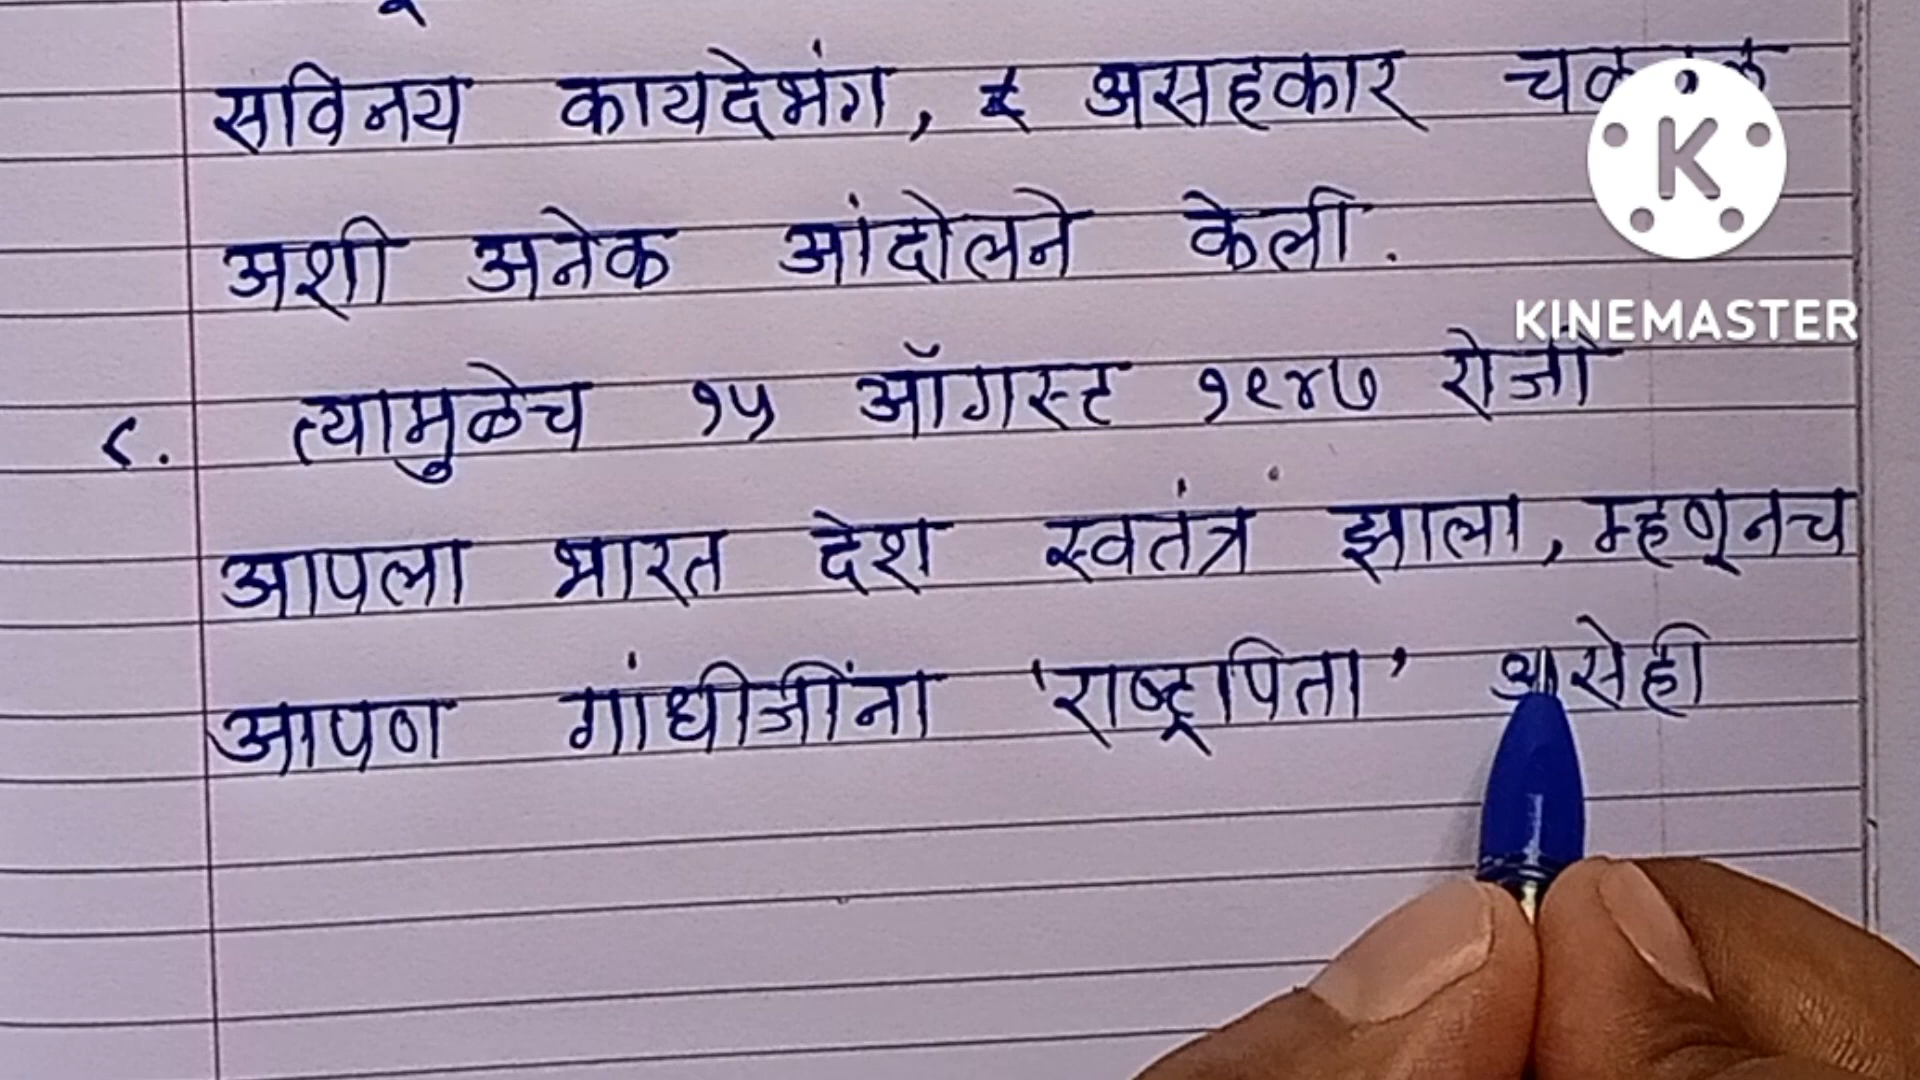 सविनय कायदेभंग, असहकार
अशी अनेक आंदोलने केली.
८. त्यामुळेच १५ ऑगस्ट १९४७ रोजी
आपला भारत देश स्वतंत्र झाला, म्हणूनच
आपण गांधीजींना 'राष्ट्रपिता' असेही
K
KINEMASTER